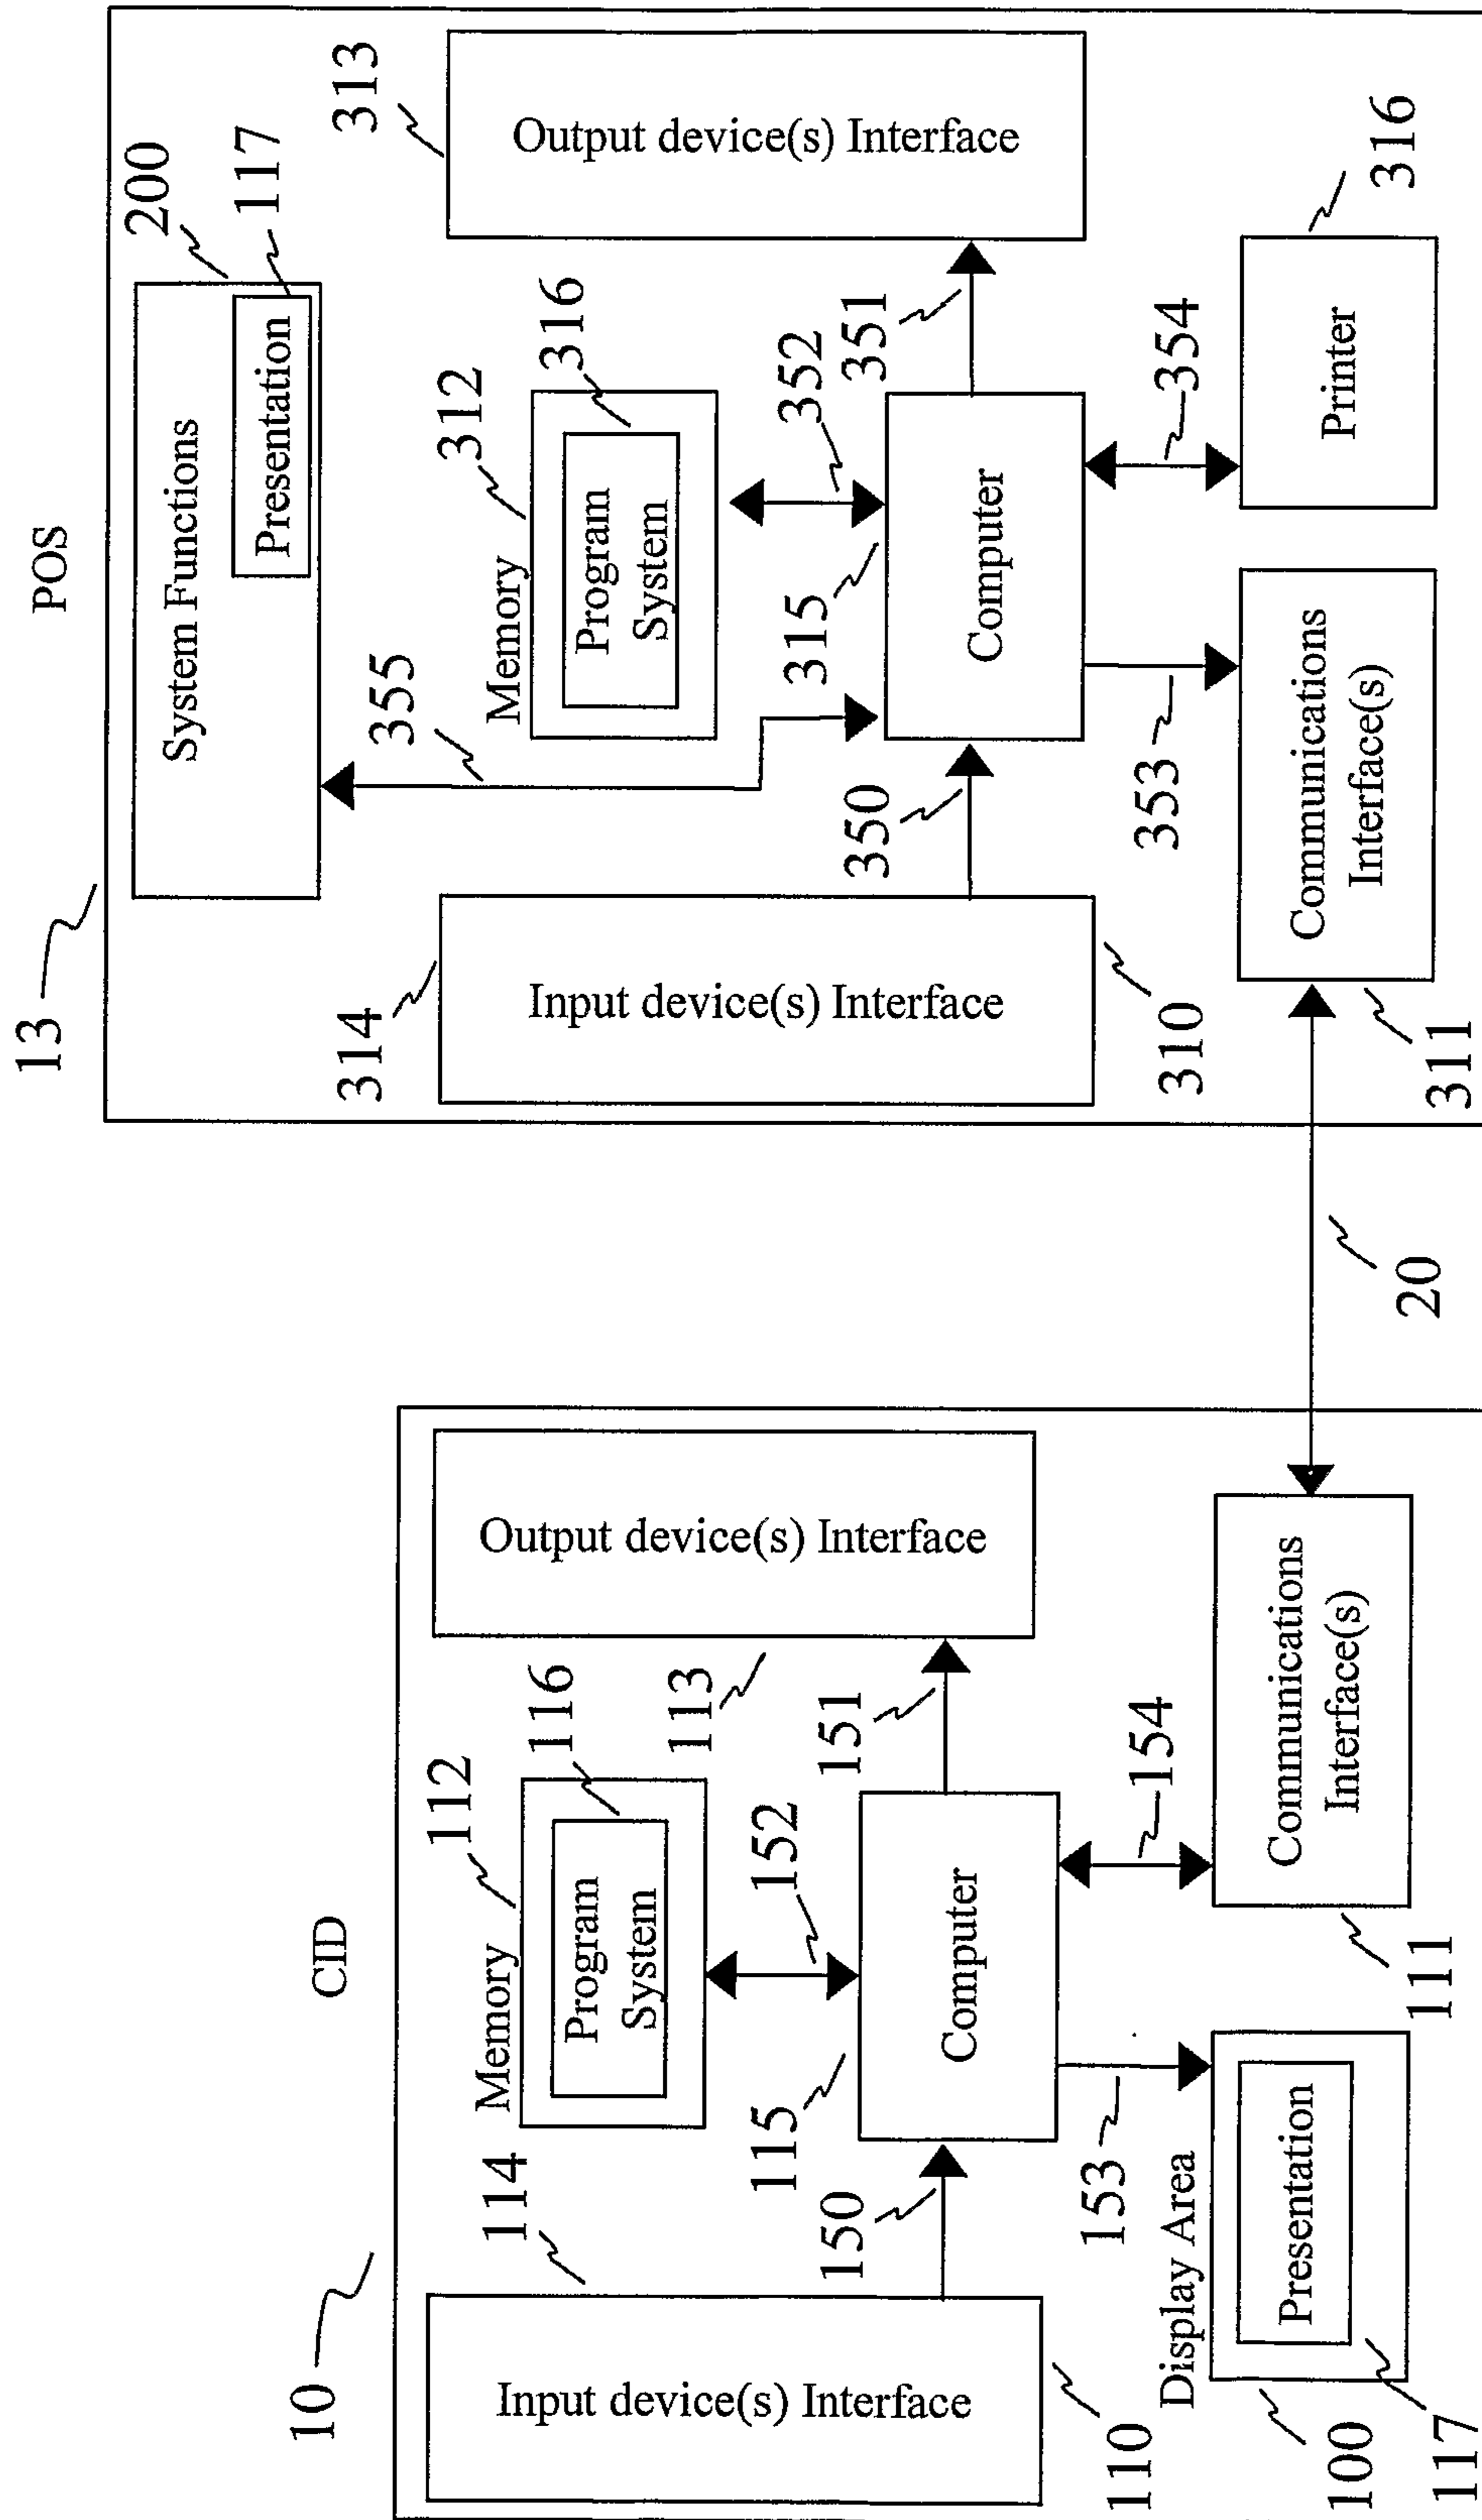 CID
10
114
Input device(s) Interface
110
150
Memory
112
Program
System
116
152
115
Computer
113
151
Output device(s) Interface
153
154
Display Area
Presentation
100
117
Communications
Interface(s)
111
20
POS
13
System Functions
200
Presentation
117
355
314
Input device(s) Interface
310
350
Memory
312
Program
System
316
315
352
Computer
351
313
Output device(s) Interface
353
354
Communications
Interface(s)
311
Printer
316